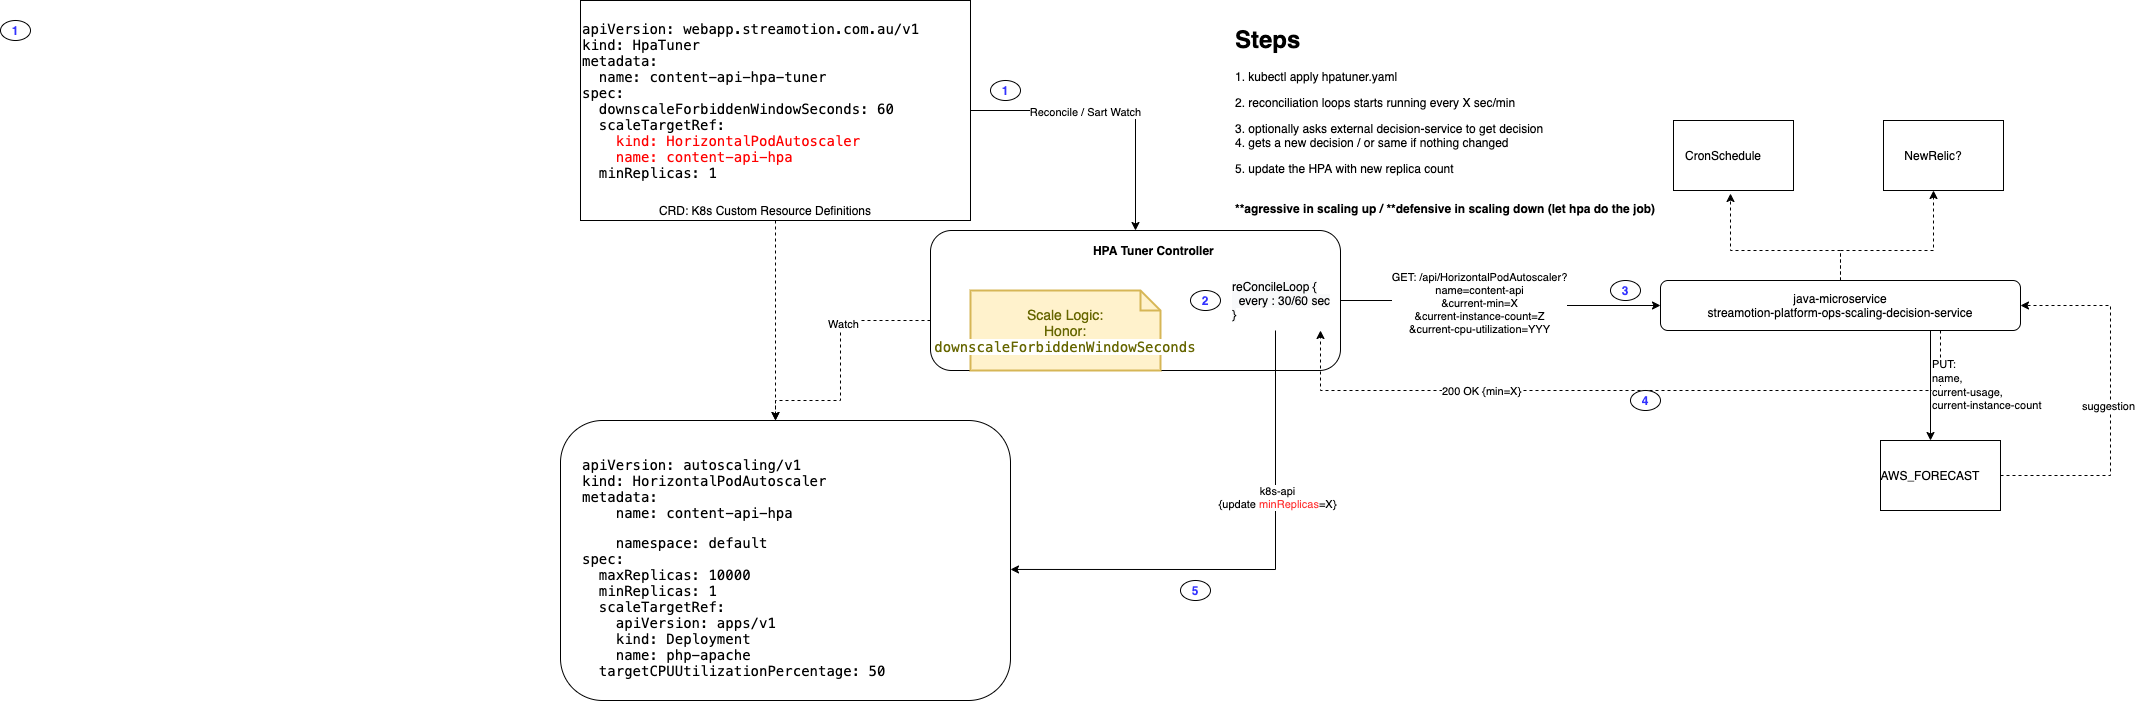 1
apiVersion: webapp.streamotion.com.au/v1
kind: HpaTuner
metadata:
  name: content-api-hpa-tuner
spec:
  downscaleForbiddenWindowSeconds: 60
  scaleTargetRef:
    kind: HorizontalPodAutoscaler
    name: content-api-hpa
  minReplicas: 1
CRD: K8s Custom Resource Definitions
1
Reconcile / Sart Watch
Steps
1. kubectl apply hpatuner.yaml
2. reconciliation loops starts running every X sec/min
3. optionally asks external decision-service to get decision
4. gets a new decision / or same if nothing changed
5. update the HPA with new replica count
**agressive in scaling up / **defensive in scaling down (let hpa do the job)
CronSchedule
NewRelic?
HPA Tuner Controller
Scale Logic:
Honor:
downscaleForbiddenWindowSeconds
2
reConcileLoop {
  every : 30/60 sec
}
Watch
GET: /api/HorizontalPodAutoscaler?
name=content-api
&current-min=X
&current-instance-count=Z
&current-cpu-utilization=YYY
3
java-microservice
streamotion-platform-ops-scaling-decision-service
200 OK {min=X}
4
PUT:
name,
current-usage,
current-instance-count
suggestion
AWS_FORECAST
k8s-api
{update minReplicas=X}
5
apiVersion: autoscaling/v1
kind: HorizontalPodAutoscaler
metadata:
    name: content-api-hpa
    namespace: default
spec:
  maxReplicas: 10000
  minReplicas: 1
  scaleTargetRef:
    apiVersion: apps/v1
    kind: Deployment
    name: php-apache
  targetCPUUtilizationPercentage: 50